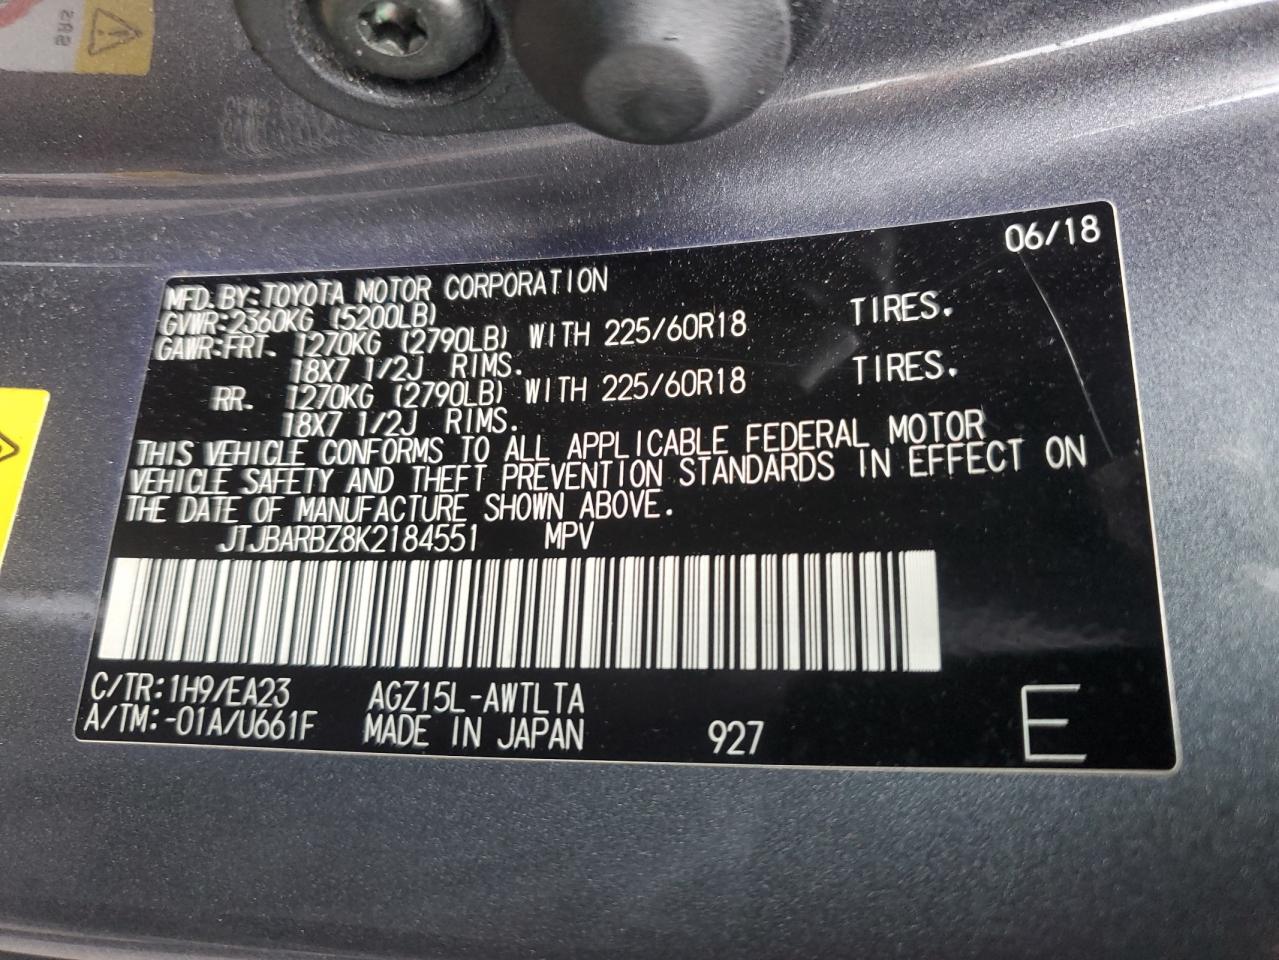 SRS
06/18
MFD. BY: TOYOTA MOTOR CORPORATION
GVWR: 2360KG (5200LB)
GAWR: FRT. 1270KG (2790LB) WITH 225/60R18 TIRES.
18X7 1/2J RIMS.
RR. 1270KG (2790LB) WITH 225/60R18 TIRES.
18X7 1/2J RIMS.
THIS VEHICLE CONFORMS TO ALL APPLICABLE FEDERAL MOTOR
VEHICLE SAFETY AND THEFT PREVENTION STANDARDS IN EFFECT ON
THE DATE OF MANUFACTURE SHOWN ABOVE.
JTJBARBZ8K2184551 MPV
C/TR: 1H9/EA23 AGZ15L-AWTLTA
A/TM: -01A/U661F MADE IN JAPAN 927 E